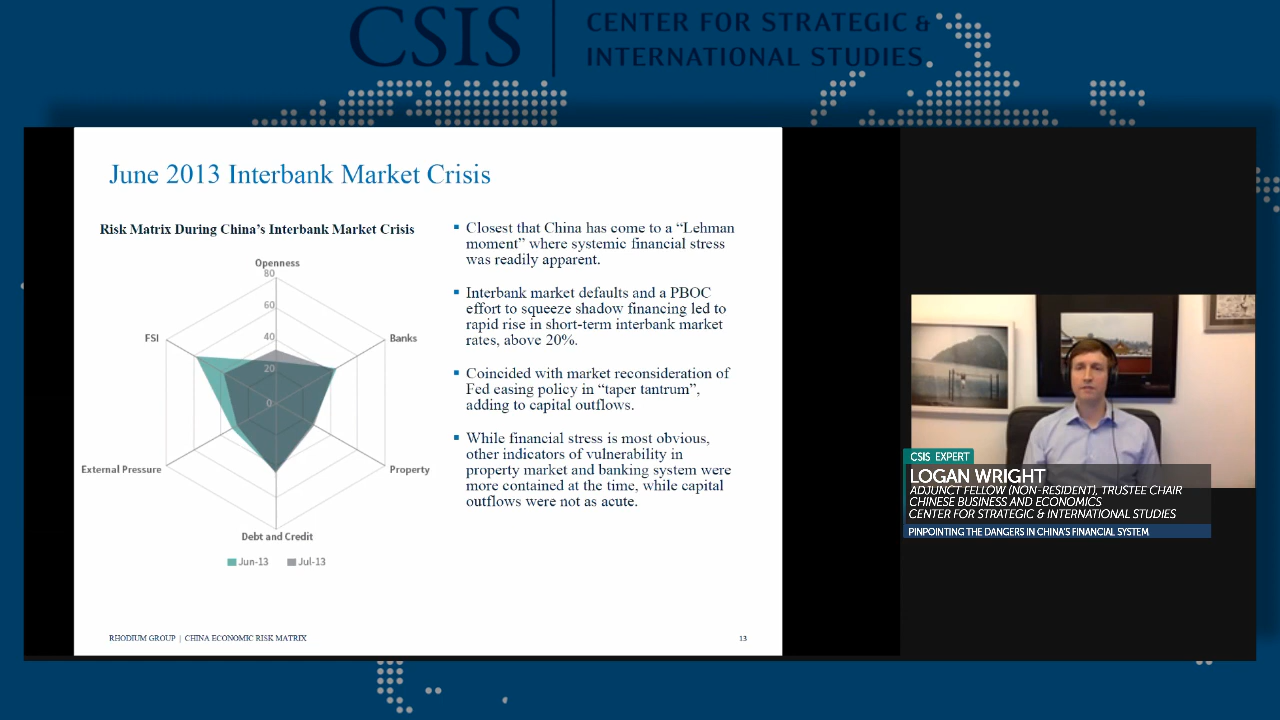 CSIS
CENTER FOR STRATEGIC &
INTERNATIONAL STUDIES
June 2013 Interbank Market Crisis
Risk Matrix During China's Interbank Market Crisis
Openness
80
60
40
20
0
FSI
Banks
External Pressure
Property
Debt and Credit
Jun-13
Jul-13
Closest that China has come to a “Lehman
moment” where systemic financial stress
was readily apparent.
Interbank market defaults and a PBOC
effort to squeeze shadow financing led to
rapid rise in short-term interbank market
rates, above 20%.
Coincided with market reconsideration of
Fed easing policy in “taper tantrum”,
adding to capital outflows.
While financial stress is most obvious,
other indicators of vulnerability in
property market and banking system were
more contained at the time, while capital
outflows were not as acute.
RHODIUM GROUP | CHINA ECONOMIC RISK MATRIX
13
CSIS EXPERT
LOGAN WRIGHT
ADJUNCT FELLOW (NON-RESIDENT), TRUSTEE CHAIR
CHINESE BUSINESS AND ECONOMICS
CENTER FOR STRATEGIC & INTERNATIONAL STUDIES
PINPOINTING THE DANGERS IN CHINA'S FINANCIAL SYSTEM